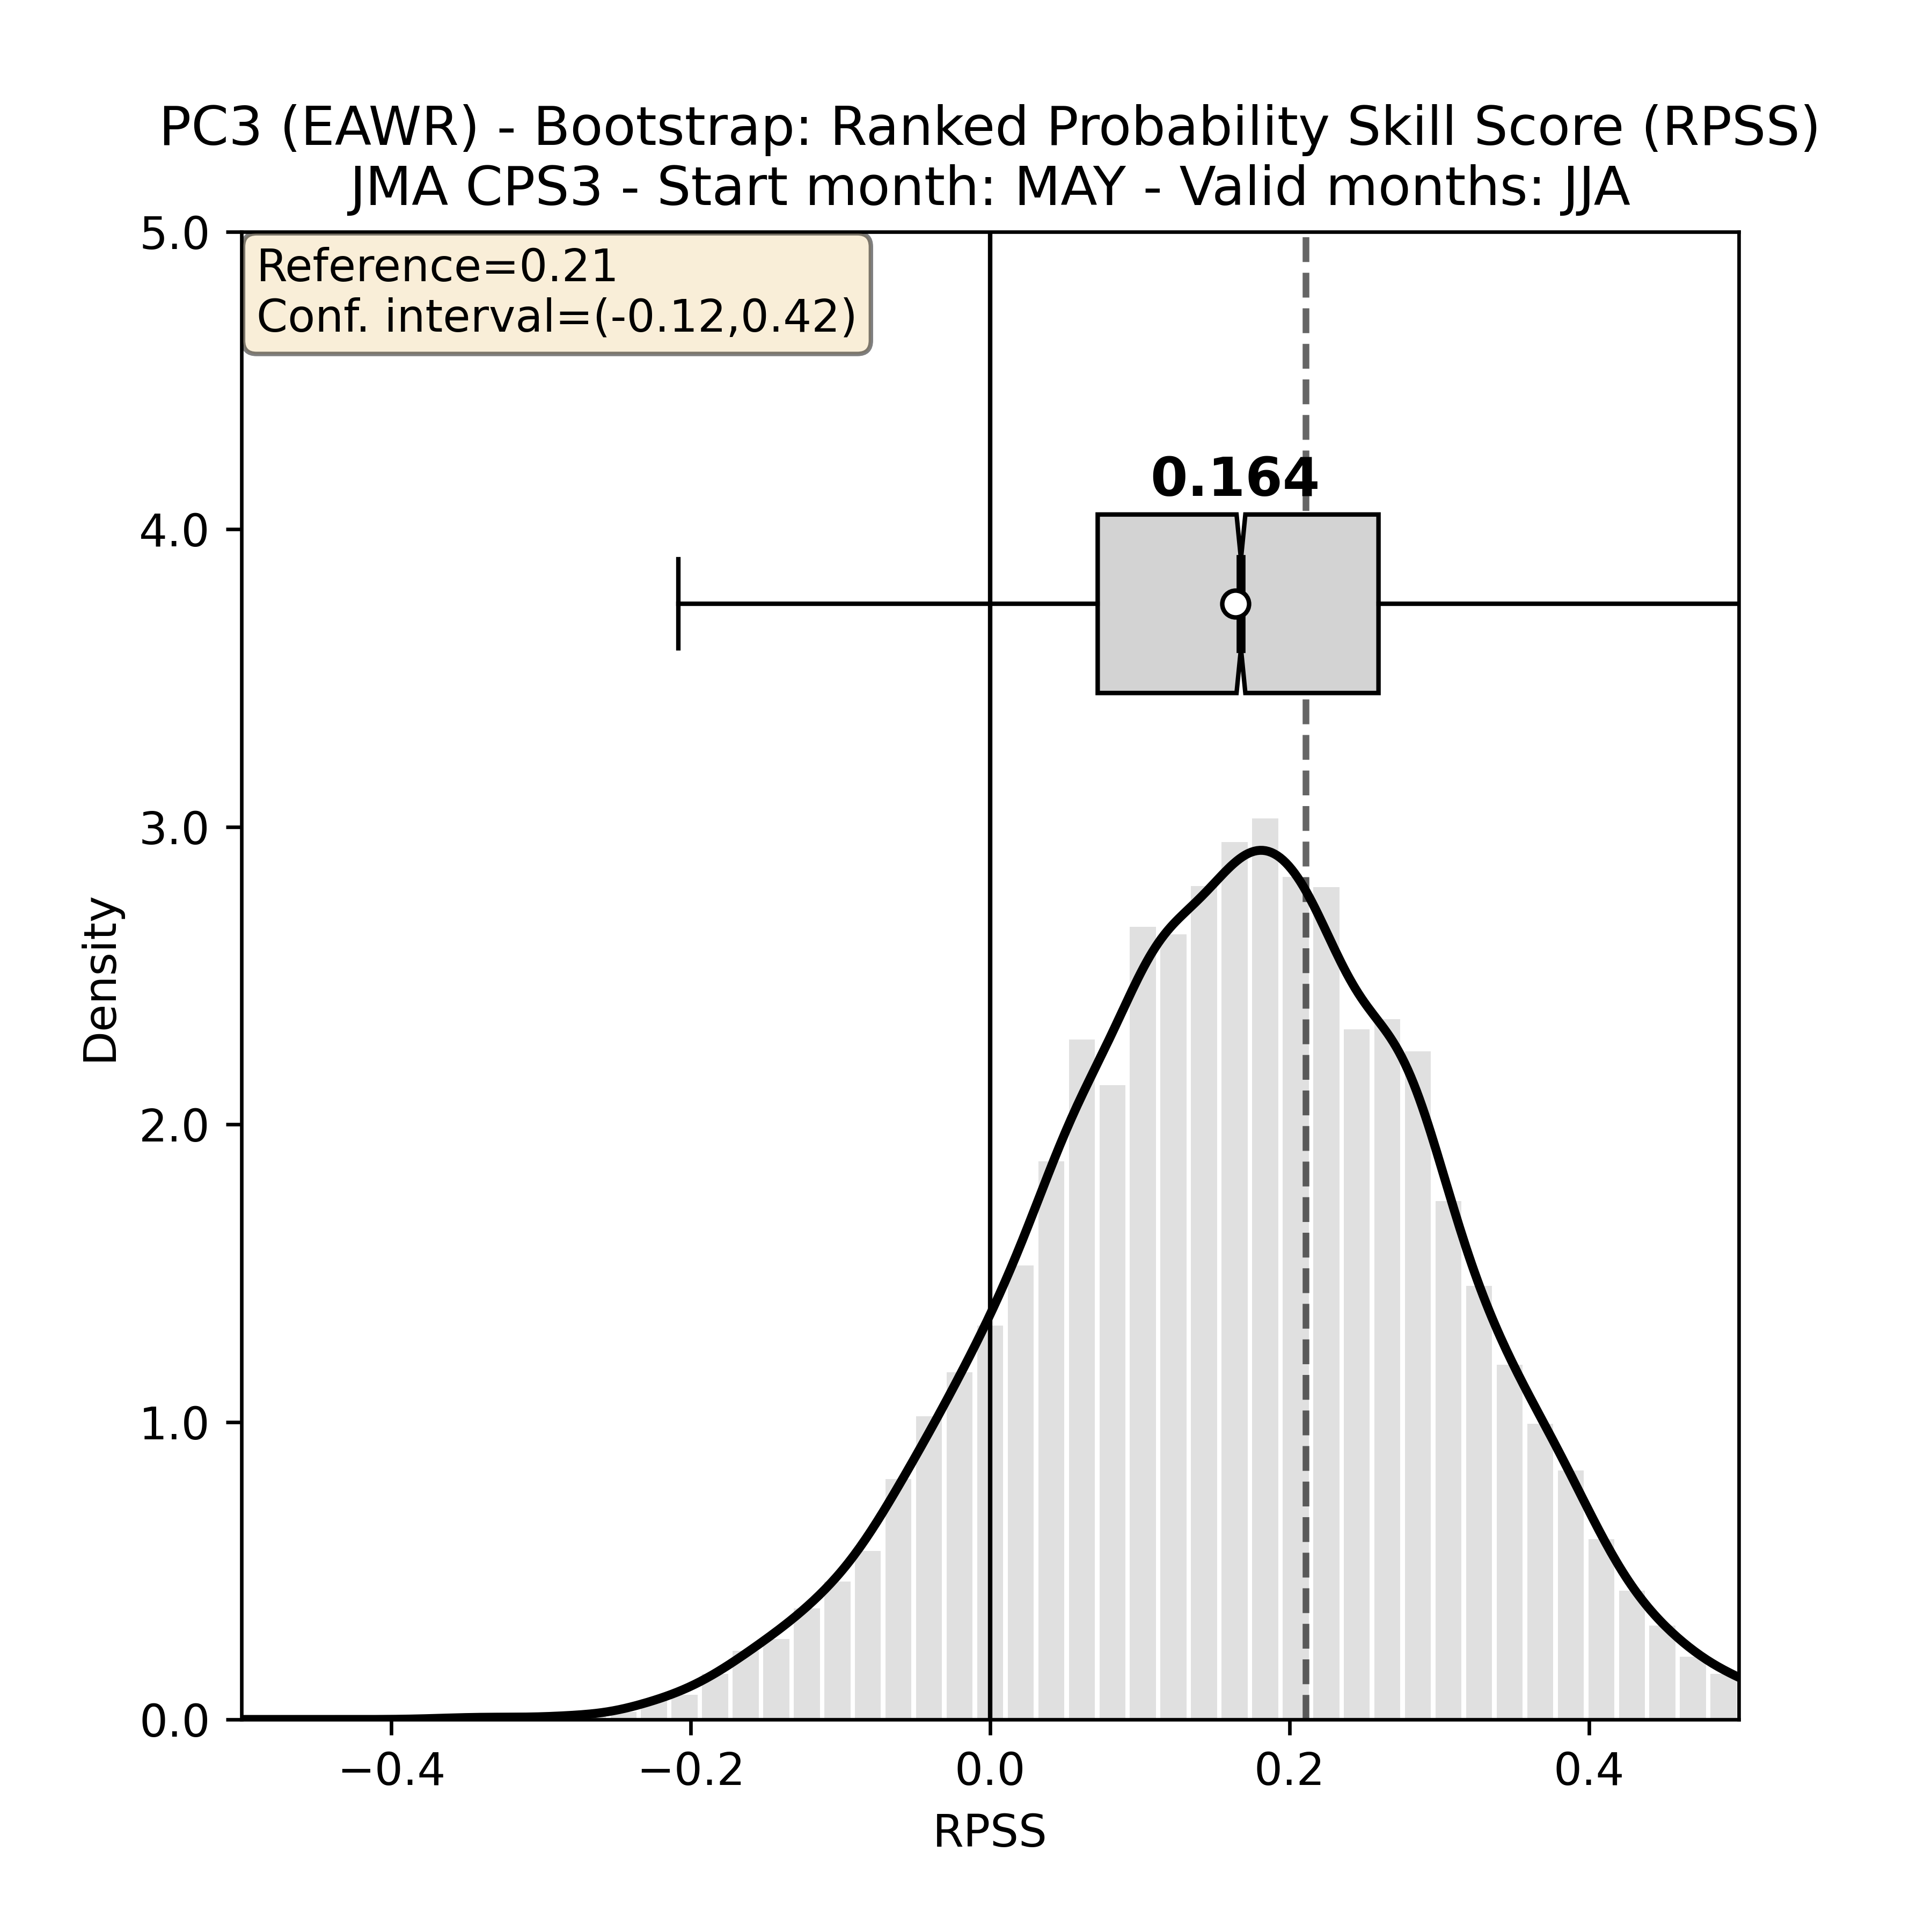 PC3 (EAWR) - Bootstrap: Ranked Probability Skill Score (RPSS)
JMA CPS3 - Start month: MAY - Valid months: JJA
5.0
Reference=0.21
Conf. interval=(-0.12,0.42)
0.164
4.0
3.0
Density
2.0
1.0
0.0
−0.4
−0.2
0.0
0.2
0.4
RPSS